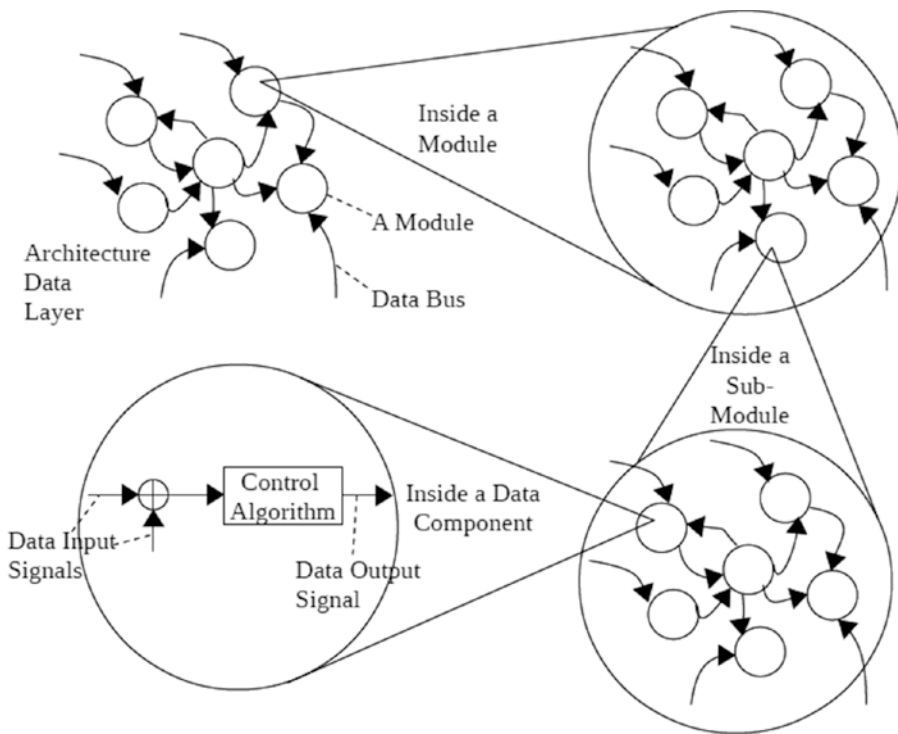 Inside a
Module
A Module
Architecture
Data
Layer
Data Bus
Inside a
Sub-
Module
Control
Algorithm
Inside a Data
Component
Data Input
Signals
Data Output
Signal